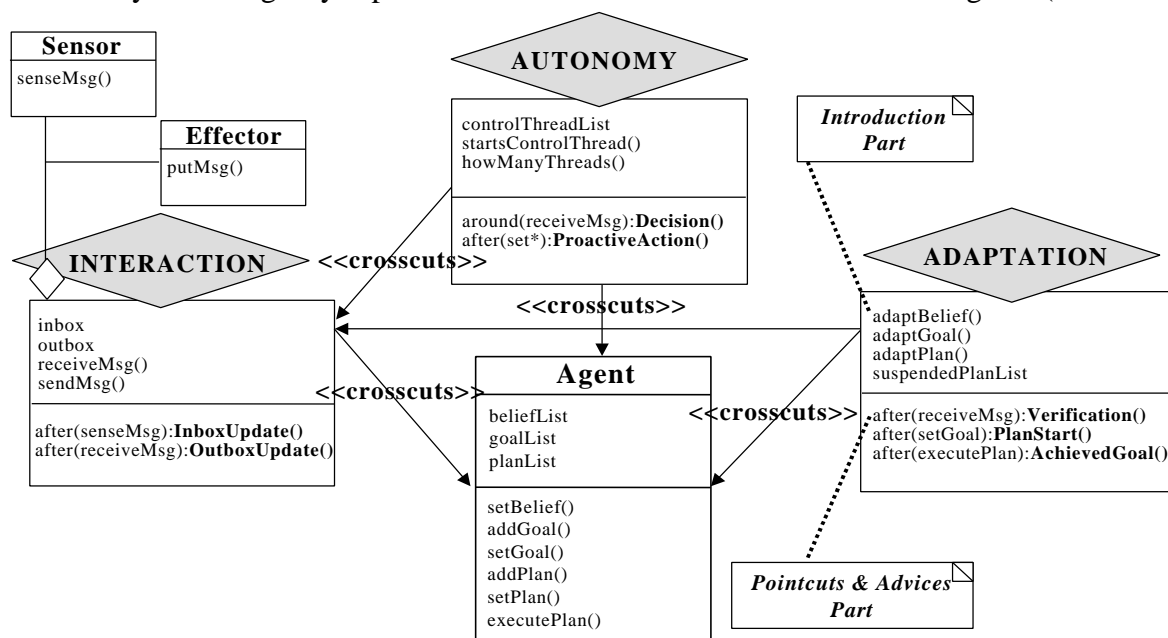 Sensor
senseMsg()
Effector
putMsg()
AUTONOMY
controlThreadList
startsControlThread()
howManyThreads()
around(receiveMsg):Decision()
after(set*):ProactiveAction()
Introduction
Part
INTERACTION
<<crosscuts>>
inbox
outbox
receiveMsg()
sendMsg()
after(senseMsg):InboxUpdate()
after(receiveMsg):OutboxUpdate()
<<crosscuts>>
<<crosscuts>>
<<crosscuts>>
ADAPTATION
adaptBelief()
adaptGoal()
adaptPlan()
suspendedPlanList
after(receiveMsg):Verification()
after(setGoal):PlanStart()
after(executePlan):AchievedGoal()
Agent
beliefList
goalList
planList
setBelief()
addGoal()
setGoal()
addPlan()
setPlan()
executePlan()
Pointcuts & Advices
Part